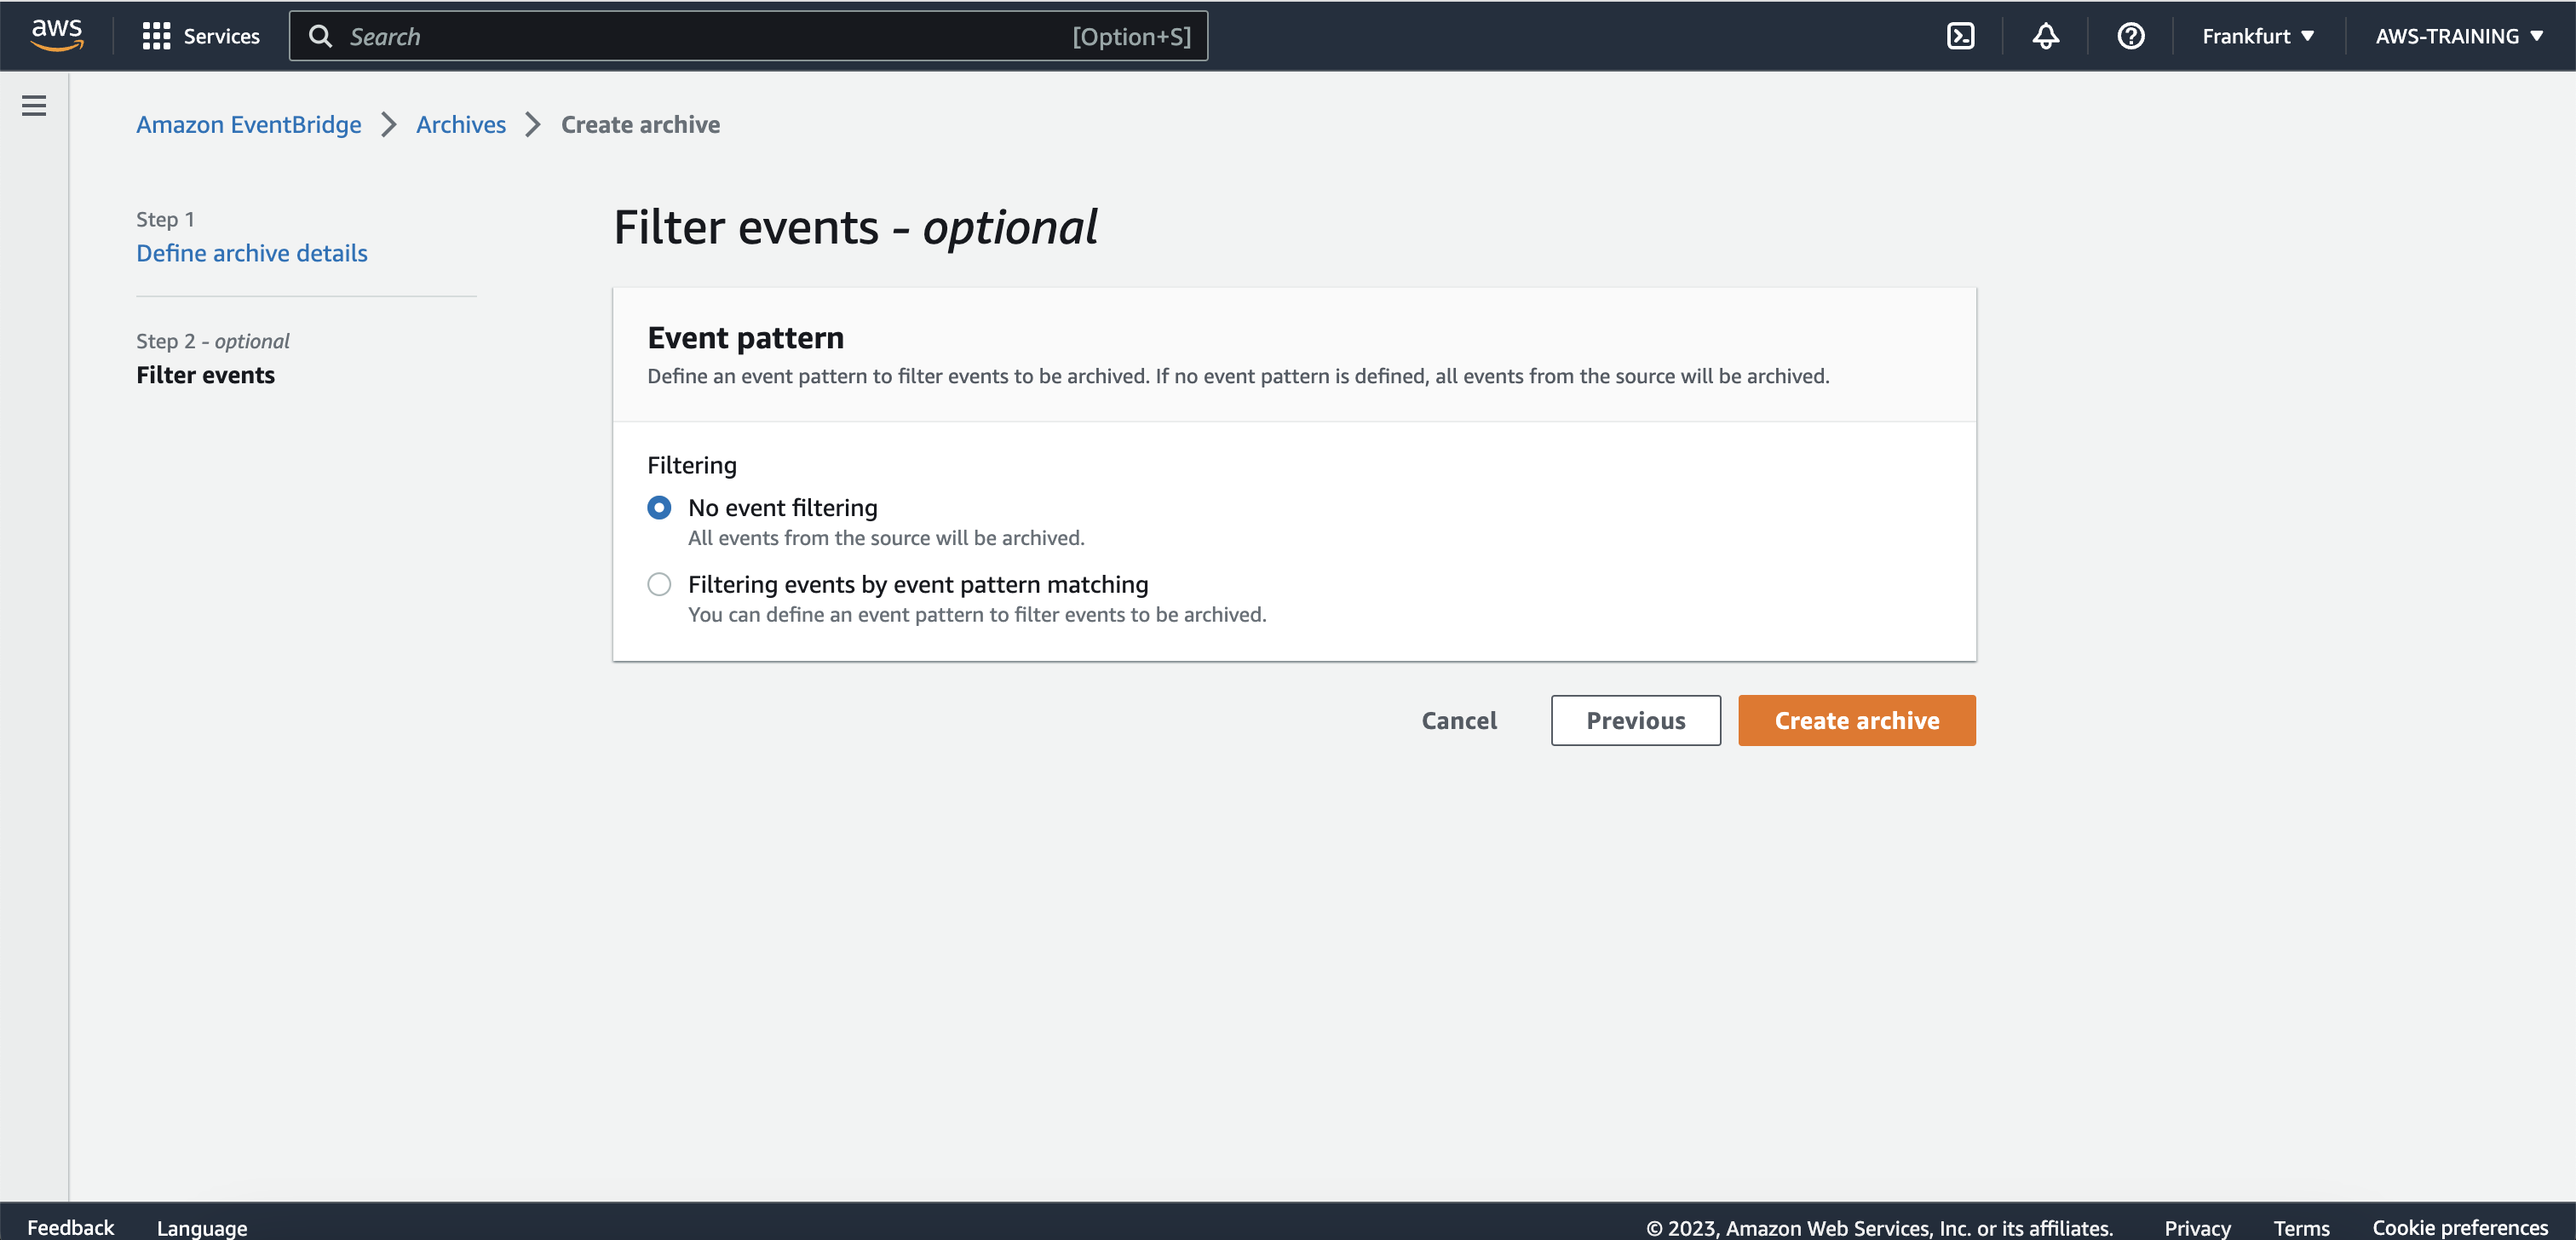 aws
Services
Search
[Option+S]
Frankfurt
AWS-TRAINING
Amazon EventBridge
Archives
Create archive
Step 1
Define archive details
Step 2 - optional
Filter events
Filter events - optional
Event pattern
Define an event pattern to filter events to be archived. If no event pattern is defined, all events from the source will be archived.
Filtering
No event filtering
All events from the source will be archived.
Filtering events by event pattern matching
You can define an event pattern to filter events to be archived.
Cancel
Previous
Create archive
Feedback
Language
© 2023, Amazon Web Services, Inc. or its affiliates.
Privacy
Terms
Cookie preferences